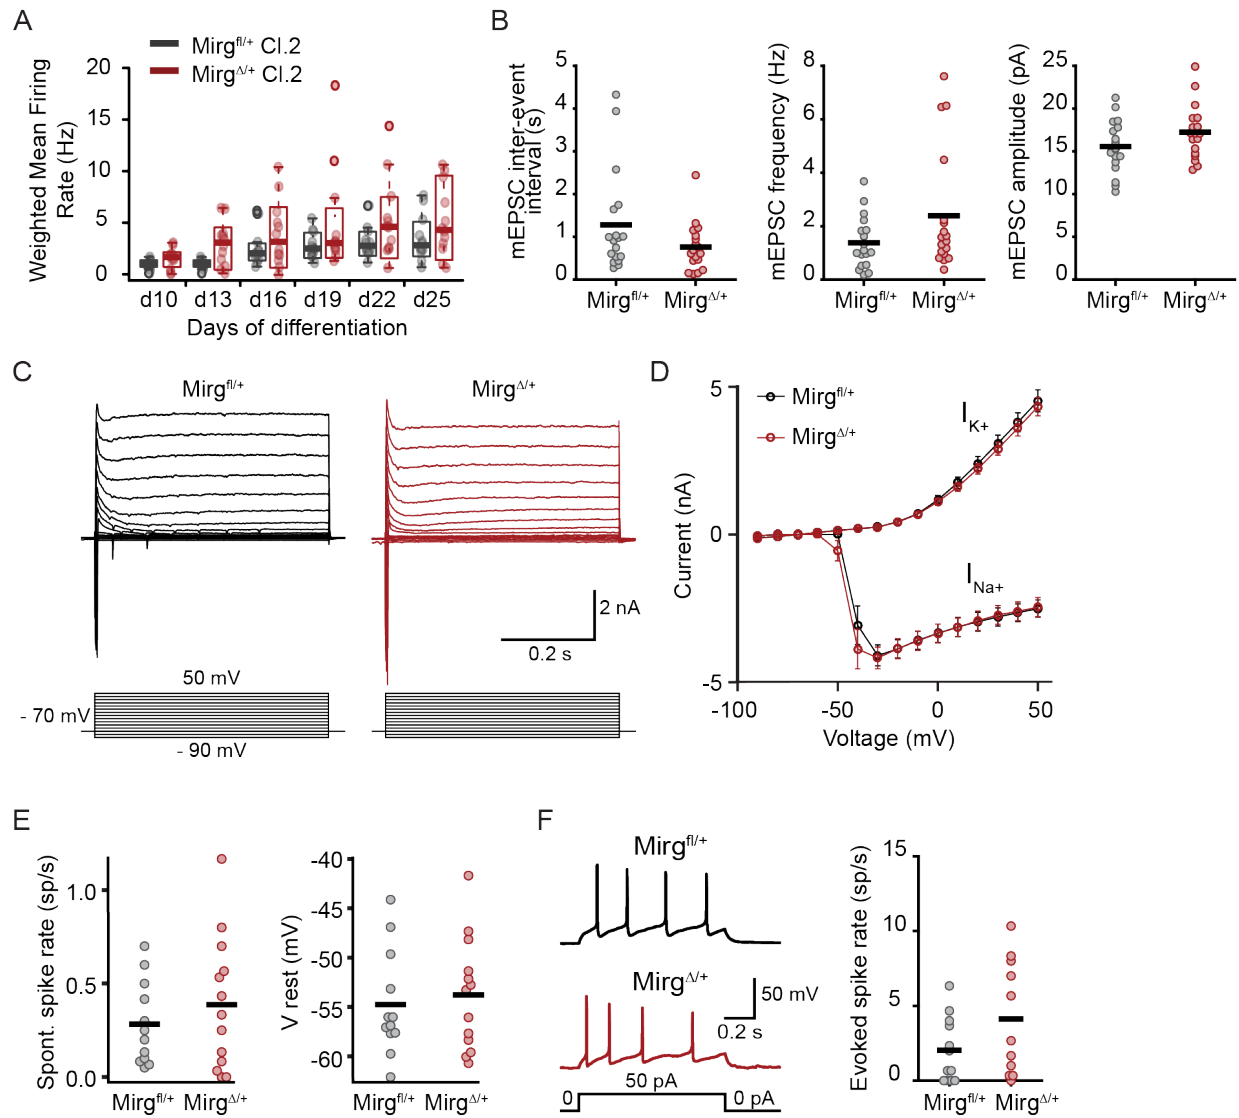 A
Mirgfl/+ Cl.2
MirgΔ/+ Cl.2
Weighted Mean Firing
Rate (Hz)
20
15
10
5
0
d10 d13 d16 d19 d22 d25
Days of differentiation
B
mEPSC inter-event
interval (s)
5
4
3
2
1
0
Mirgfl/+ MirgΔ/+
mEPSC frequency (Hz)
8
6
4
2
0
Mirgfl/+ MirgΔ/+
mEPSC amplitude (pA)
25
20
15
10
5
0
Mirgfl/+ MirgΔ/+
C
Mirgfl/+
MirgΔ/+
2 nA
0.2 s
50 mV
- 70 mV
- 90 mV
D
Mirgfl/+
MirgΔ/+
IK+
INa+
Current (nA)
5
0
-5
-100 -50 0 50
Voltage (mV)
E
Spont. spike rate (sp/s)
1.0
0.5
0.0
Mirgfl/+ MirgΔ/+
V rest (mV)
-40
-45
-50
-55
-60
Mirgfl/+ MirgΔ/+
F
Mirgfl/+
MirgΔ/+
50 mV
0.2 s
50 pA
0
0 pA
Evoked spike rate (sp/s)
15
10
5
0
Mirgfl/+ MirgΔ/+